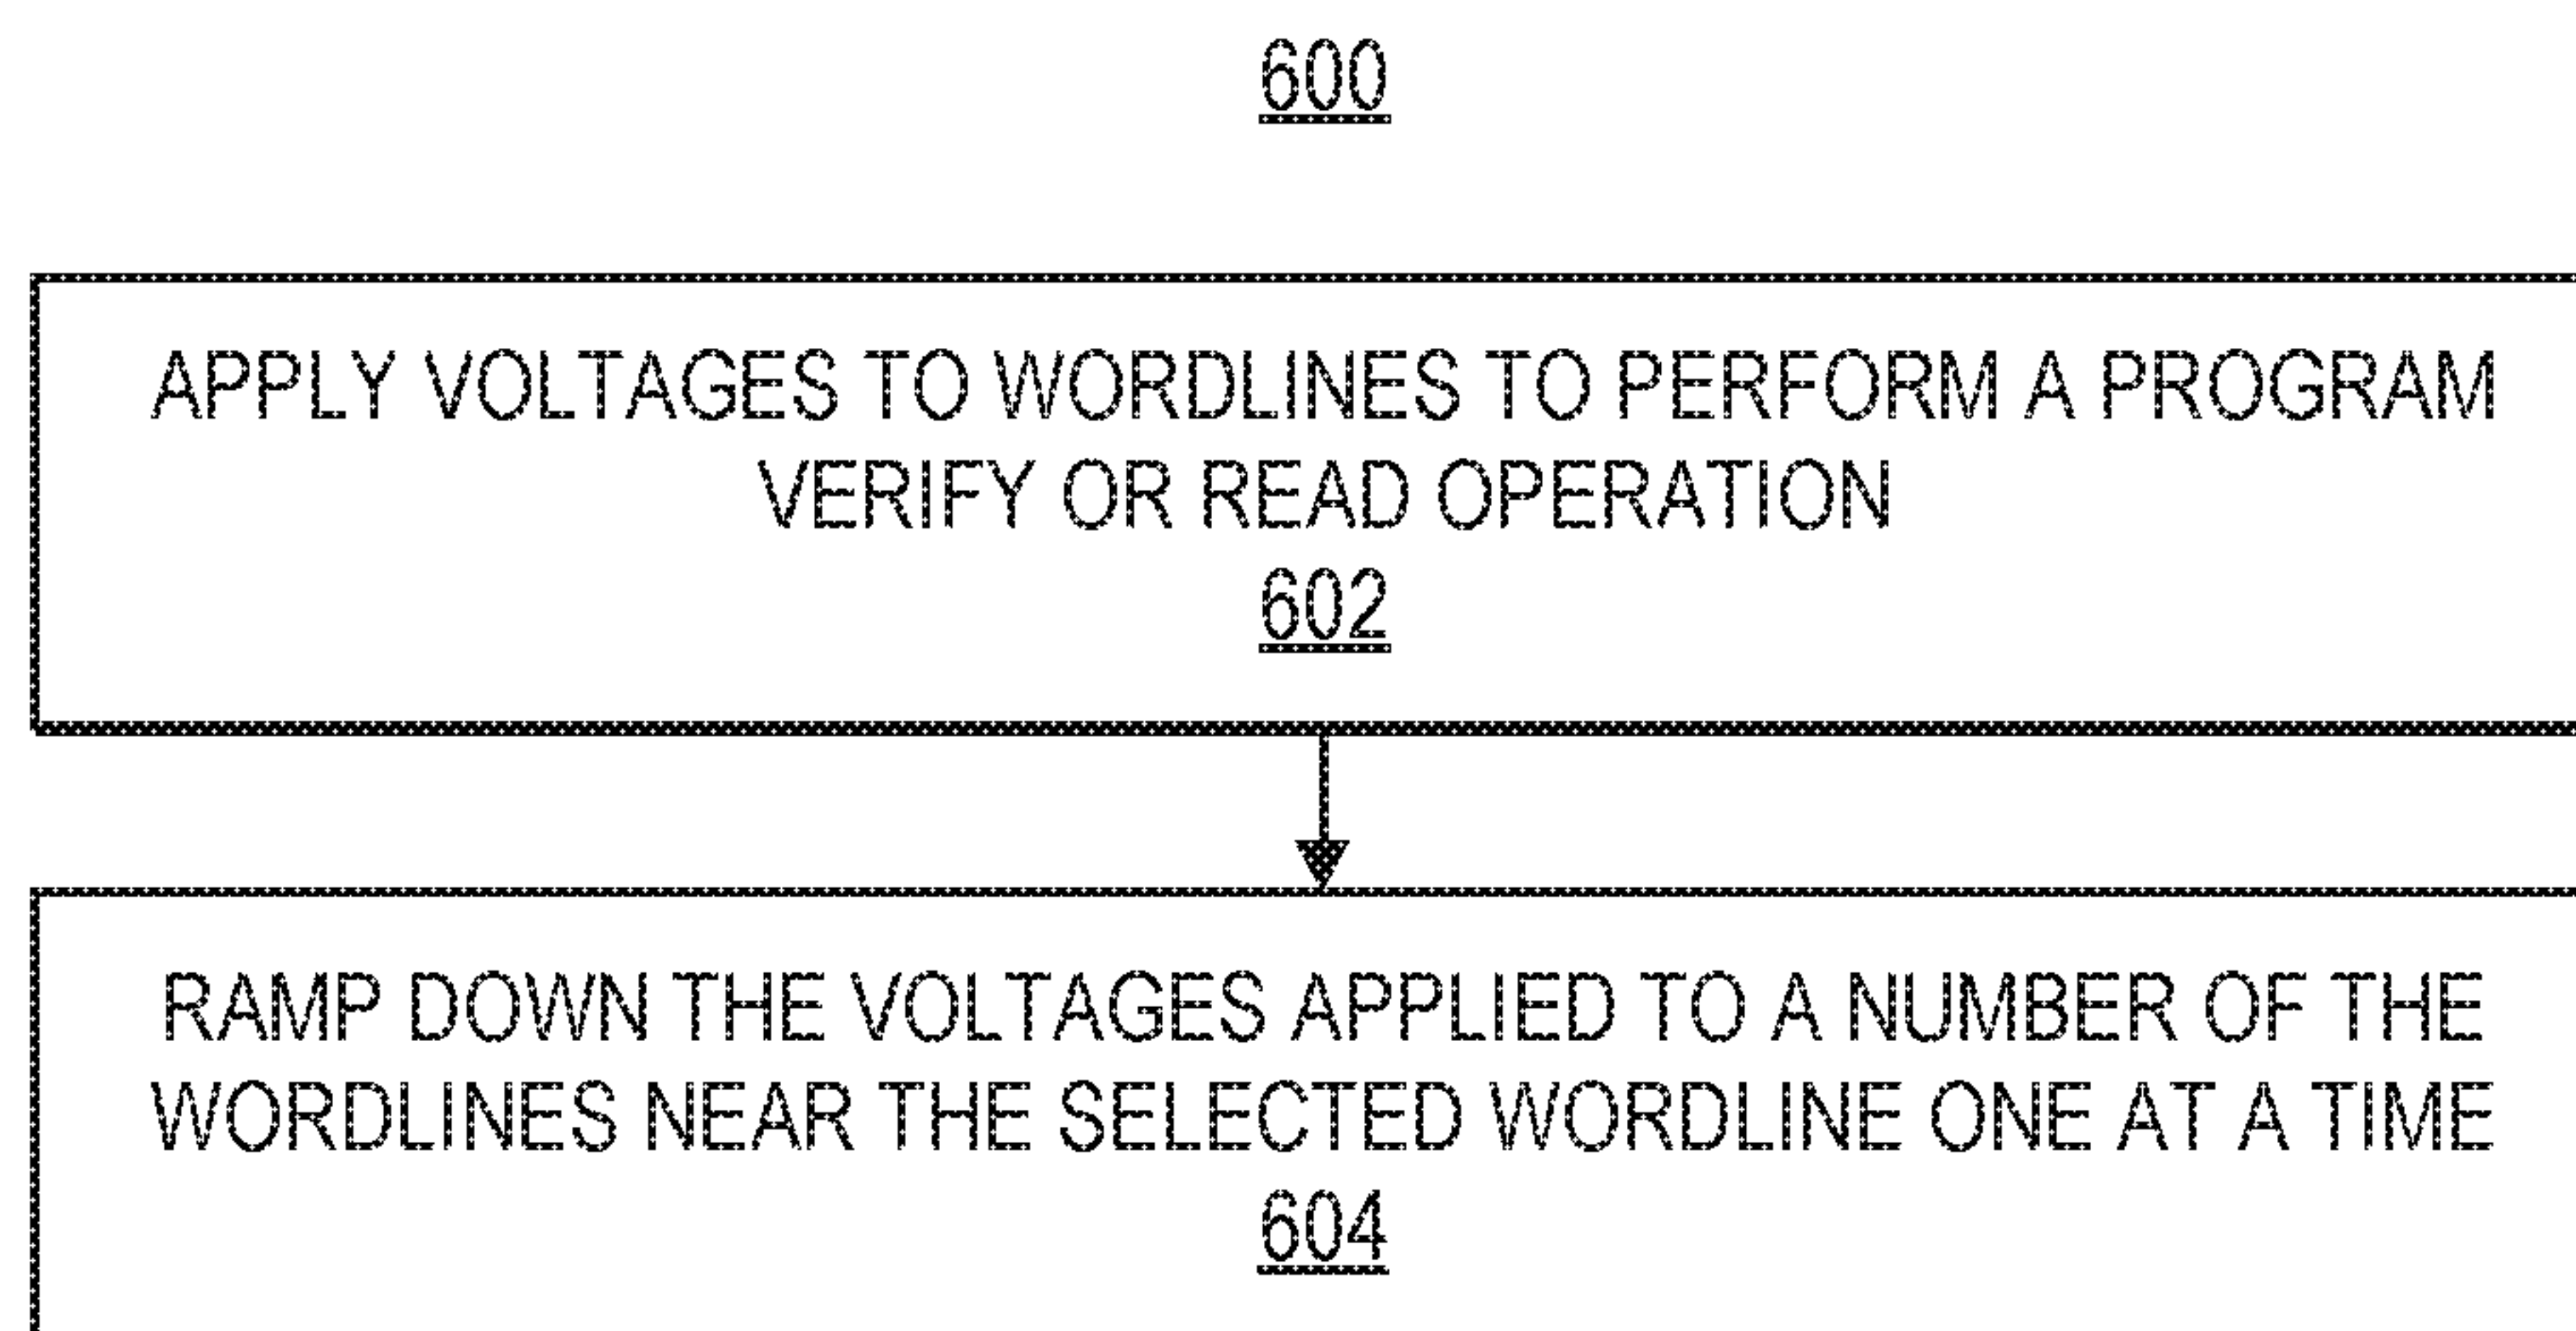 600
APPLY VOLTAGES TO WORDLINES TO PERFORM A PROGRAM
VERIFY OR READ OPERATION
602
RAMP DOWN THE VOLTAGES APPLIED TO A NUMBER OF THE
WORDLINES NEAR THE SELECTED WORDLINE ONE AT A TIME
604